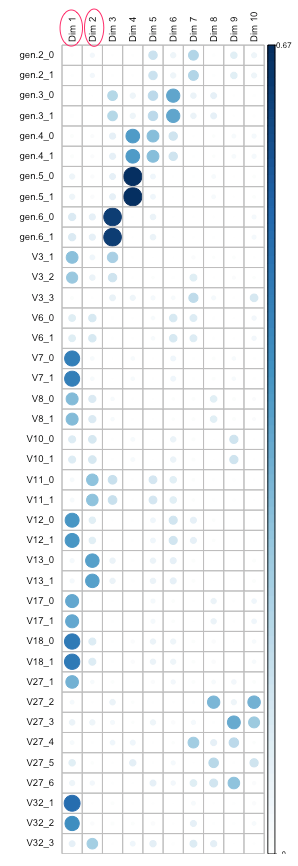 Dim 1 Dim 2 Dim 3 Dim 4 Dim 5 Dim 6 Dim 7 Dim 8 Dim 9 Dim 10
0.67
gen.2_0
gen.2_1
gen.3_0
gen.3_1
gen.4_0
gen.4_1
gen.5_0
gen.5_1
gen.6_0
gen.6_1
V3_1
V3_2
V3_3
V6_0
V6_1
V7_0
V7_1
V8_0
V8_1
V10_0
V10_1
V11_0
V11_1
V12_0
V12_1
V13_0
V13_1
V17_0
V17_1
V18_0
V18_1
V27_1
V27_2
V27_3
V27_4
V27_5
V27_6
V32_1
V32_2
V32_3